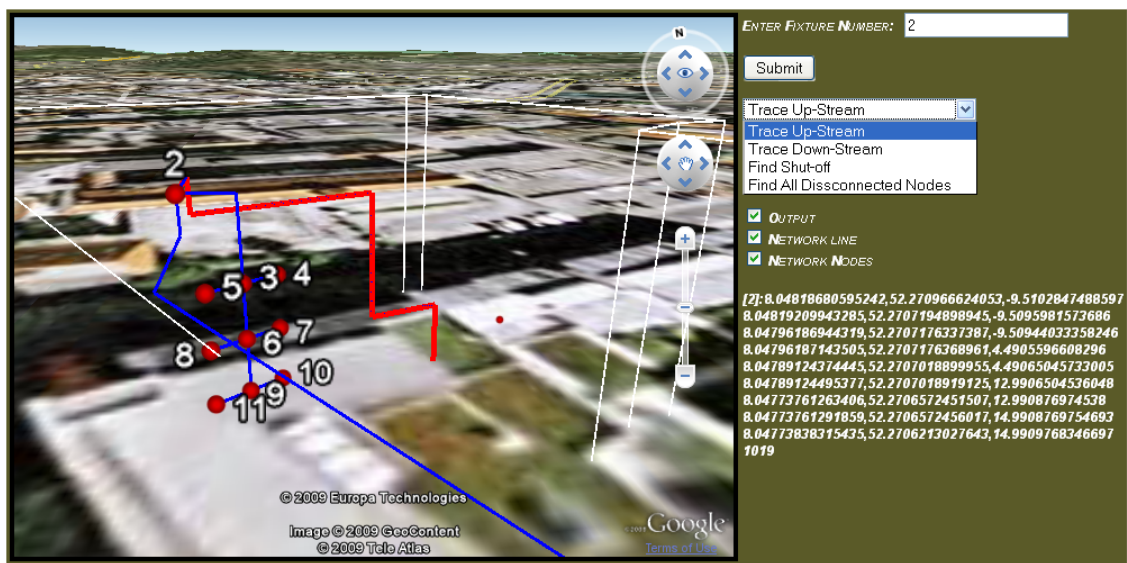 ENTER FIXTURE NUMBER: 2
Submit
Trace Up-Stream
Trace Up-Stream
Trace Down-Stream
Find Shut-off
Find All Dissconnected Nodes
OUTPUT
NETWORK LINE
NETWORK NODES
[2]:8.04818680595242,52.270966624053,-9.5102847488597
8.04819209943285,52.2707194898945,-9.5095981573686
8.04796186944319,52.2707176337387,-9.50944033358246
8.04796187143505,52.2707176368961,4.4905596608296
8.04789124374445,52.2707018899955,4.49065045733005
8.04789124495377,52.2707018919125,12.9906504536048
8.04773761263406,52.2706572451507,12.990876974538
8.04773761291859,52.2706572456017,14.9908769754693
8.04773838315435,52.2706213027643,14.9909768346697
1019
N
2
3 4
5
6 7
8
9 10
11
© 2009 Europa Technologies
Image © 2009 GeoContent
© 2009 Tele Atlas
© 2009 Google
Terms of Use